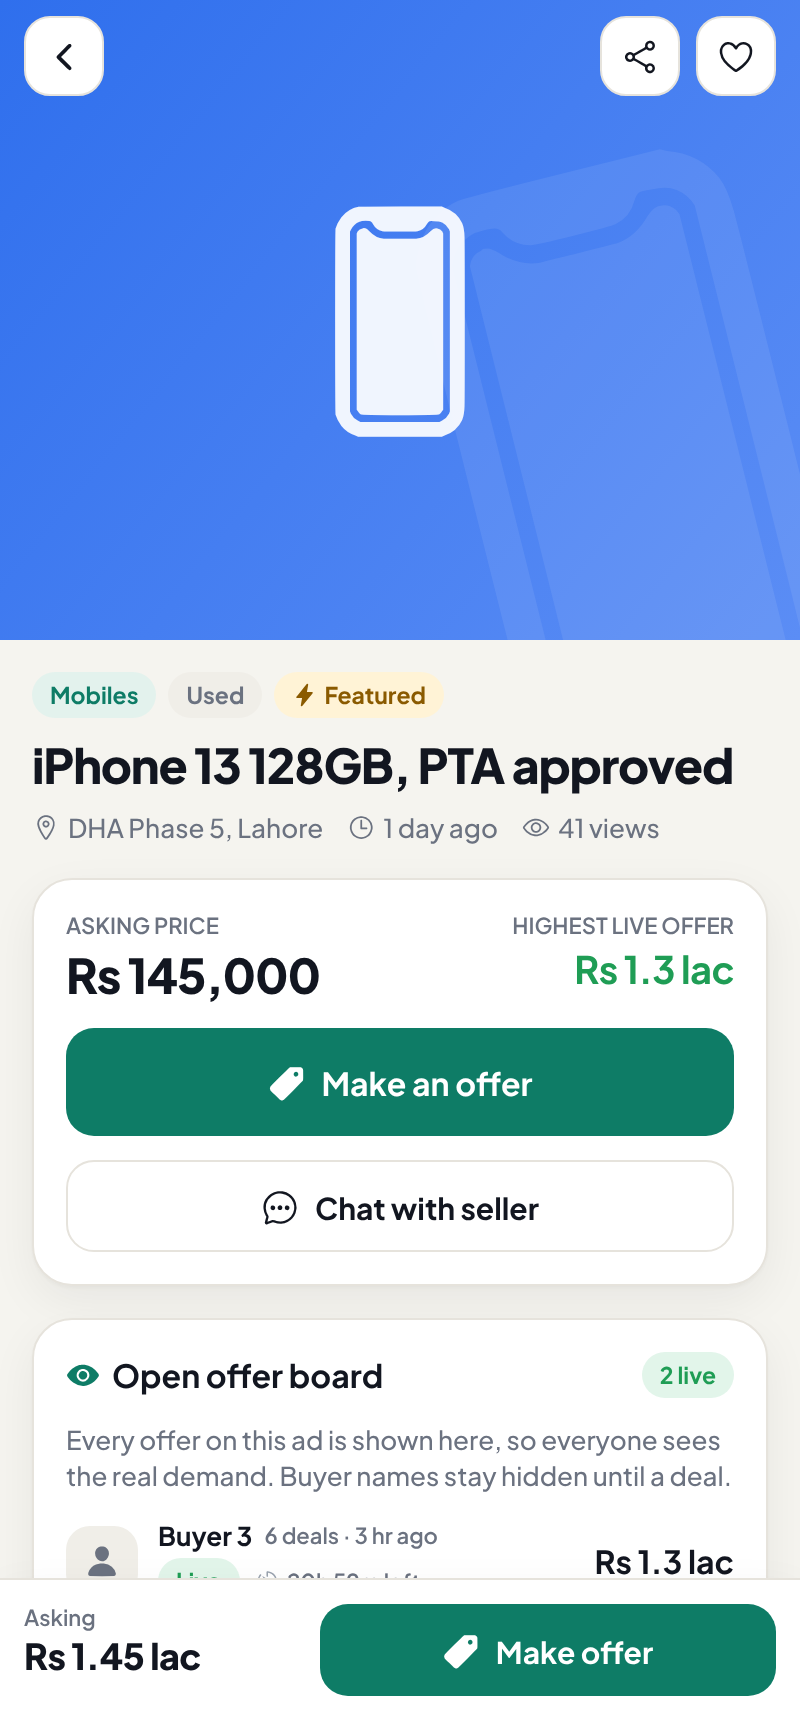 Mobiles Used Featured
iPhone 13 128GB, PTA approved
DHA Phase 5, Lahore 1 day ago 41 views
ASKING PRICE HIGHEST LIVE OFFER
Rs 145,000 Rs 1.3 lac
Make an offer
Chat with seller
Open offer board 2 live
Every offer on this ad is shown here, so everyone sees
the real demand. Buyer names stay hidden until a deal.
Buyer 3 6 deals · 3 hr ago
Rs 1.3 lac
Asking
Rs 1.45 lac
Make offer